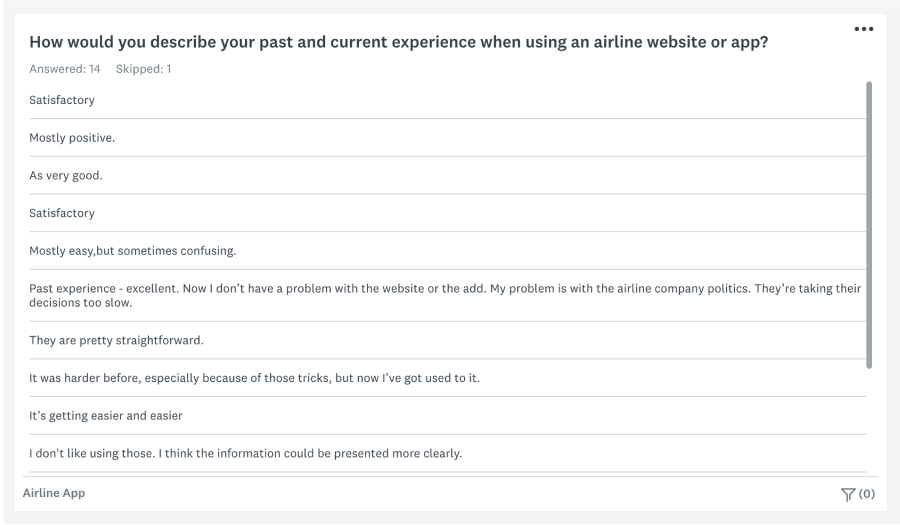 How would you describe your past and current experience when using an airline website or app?
Answered: 14 Skipped: 1
Satisfactory
Mostly positive.
As very good.
Satisfactory
Mostly easy,but sometimes confusing.
Past experience - excellent. Now I don't have a problem with the website or the add. My problem is with the airline company politics. They're taking their
decisions too slow.
They are pretty straightforward.
It was harder before, especially because of those tricks, but now I've got used to it.
It's getting easier and easier
I don't like using those. I think the information could be presented more clearly.
Airline App (0)